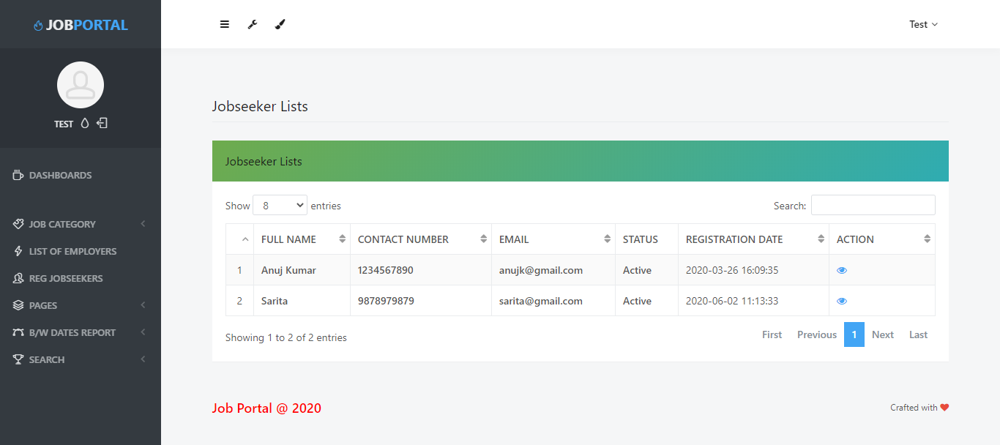 JOBPORTAL
Test
TEST
DASHBOARDS
JOB CATEGORY
LIST OF EMPLOYERS
REG JOBSEEKERS
PAGES
B/W DATES REPORT
SEARCH
Jobseeker Lists
Jobseeker Lists
Show 8 entries Search:
FULL NAME CONTACT NUMBER EMAIL STATUS REGISTRATION DATE ACTION
1 Anuj Kumar 1234567890 anujk@gmail.com Active 2020-03-26 16:09:35
2 Sarita 9878979879 sarita@gmail.com Active 2020-06-02 11:13:33
Showing 1 to 2 of 2 entries First Previous 1 Next Last
Job Portal @ 2020 Crafted with